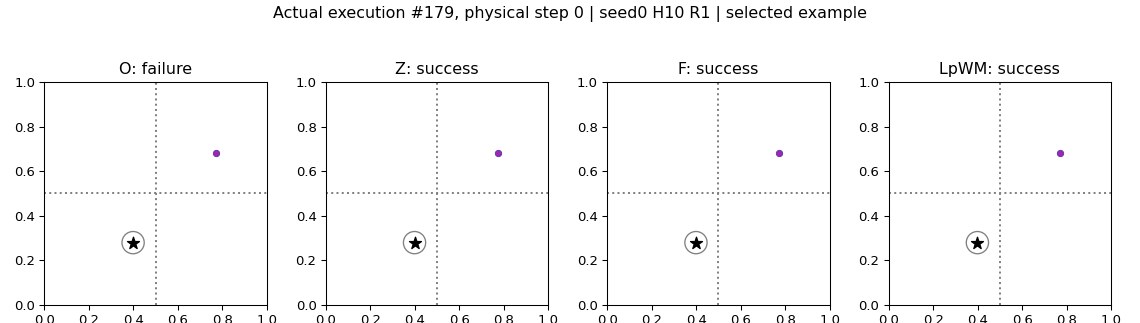 Actual execution #179, physical step 0 | seed0 H10 R1 | selected example
O: failure Z: success F: success LpWM: success
1.0 1.0 1.0 1.0
0.8 0.8 0.8 0.8
0.6 0.6 0.6 0.6
0.4 0.4 0.4 0.4
0.2 0.2 0.2 0.2
0.0 0.0 0.0 0.0
0.0 0.2 0.4 0.6 0.8 1.0 0.0 0.2 0.4 0.6 0.8 1.0 0.0 0.2 0.4 0.6 0.8 1.0 0.0 0.2 0.4 0.6 0.8 1.0